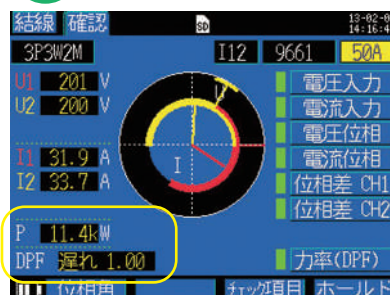 結線 確認 SD 13-02-0
14:16:4
3P3W2M I12 9661 50A
U1 201 V
U2 200 V
I1 31.9 A
I2 33.7 A
P 11.4kW
DPF 遅れ 1.00
U
I
電圧入力
電流入力
電圧位相
電流位相
位相差 CH1
位相差 CH2
力率(DPF)
位相角 チェック項目 ホールド